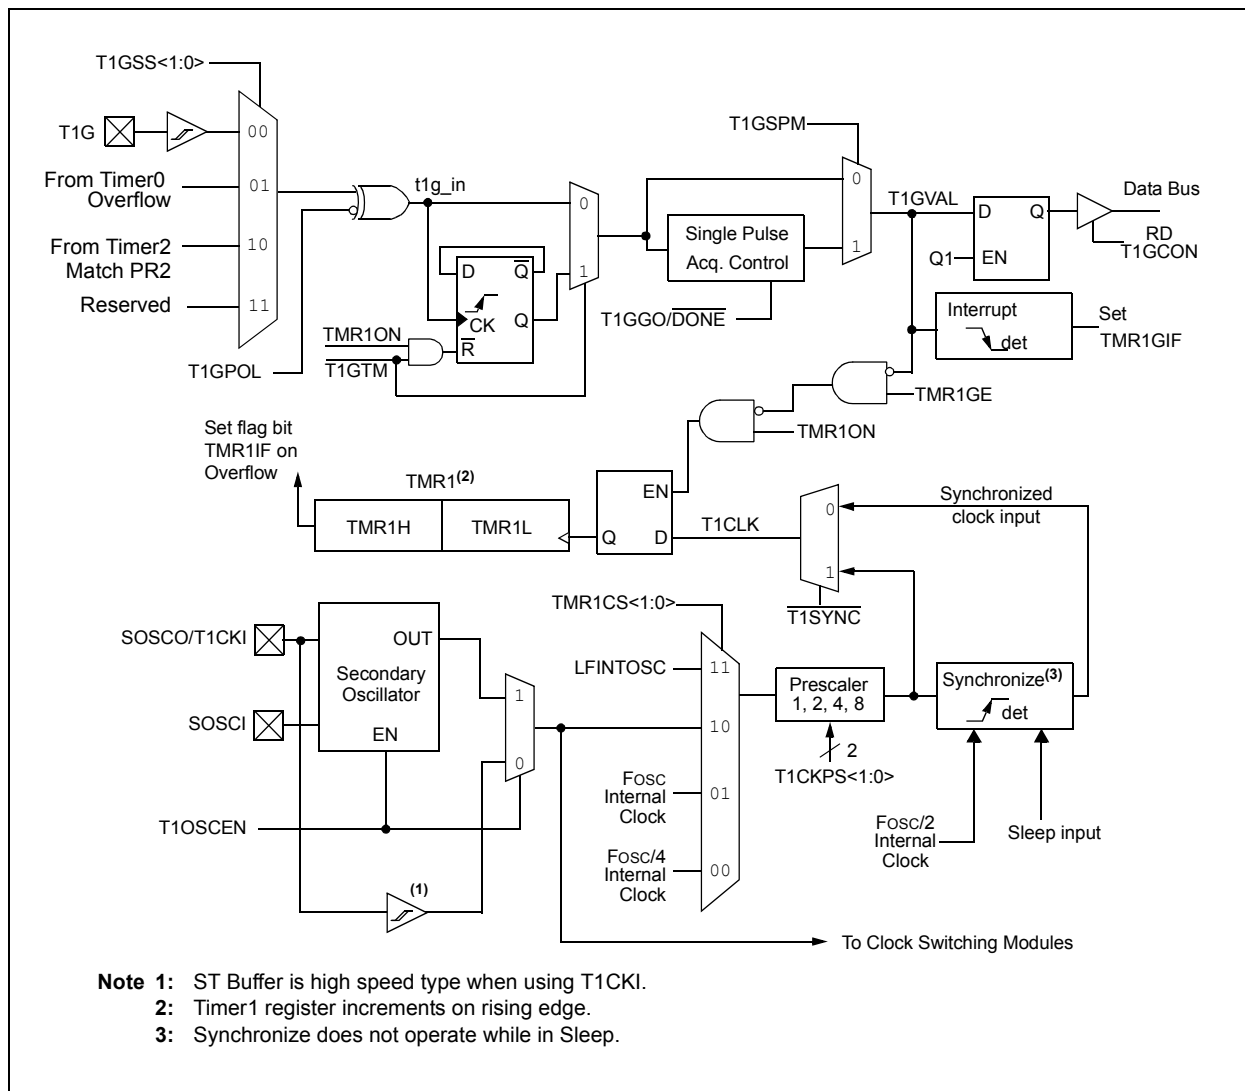 T1GSS<1:0>
T1G
00
From Timer0
Overflow
01
From Timer2
Match PR2
10
Reserved
11
T1GPOL
t1g_in
D
Q
CK
Q
R
TMR1ON
T1GTM
0
1
Single Pulse
Acq. Control
T1GGO/DONE
T1GSPM
0
1
T1GVAL
D
Q
Q1
EN
Data Bus
RD
T1GCON
Interrupt
det
Set
TMR1GIF
TMR1GE
TMR1ON
Set flag bit
TMR1IF on
Overflow
TMR1(2)
TMR1H
TMR1L
EN
Q
D
T1CLK
0
1
T1SYNC
Synchronized
clock input
SOSCO/T1CKI
OUT
Secondary
Oscillator
SOSCI
EN
1
0
T1OSCEN
(1)
TMR1CS<1:0>
LFINTOSC
11
10
FOSC
Internal
Clock
01
FOSC/4
Internal
Clock
00
Prescaler
1, 2, 4, 8
2
T1CKPS<1:0>
Synchronize(3)
det
FOSC/2
Internal
Clock
Sleep input
To Clock Switching Modules
Note 1: ST Buffer is high speed type when using T1CKI.
2: Timer1 register increments on rising edge.
3: Synchronize does not operate while in Sleep.